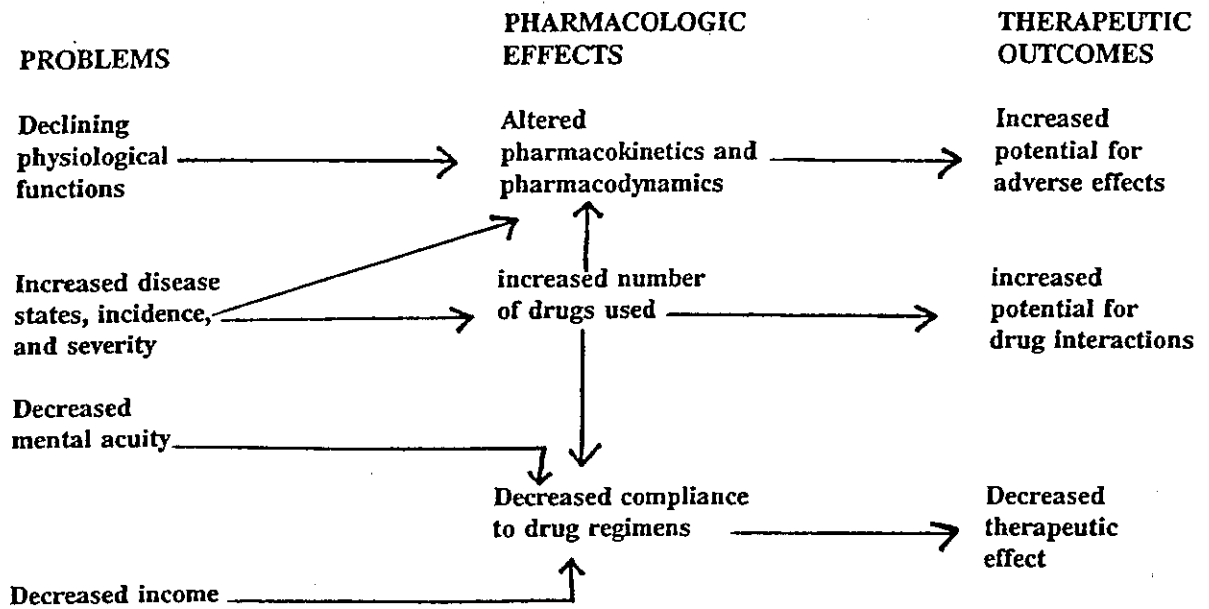 PROBLEMS
PHARMACOLOGIC
EFFECTS
THERAPEUTIC
OUTCOMES
Declining
physiological
functions
Altered
pharmacokinetics and
pharmacodynamics
Increased
potential for
adverse effects
Increased disease
states, incidence,
and severity
increased number
of drugs used
increased
potential for
drug interactions
Decreased
mental acuity
Decreased compliance
to drug regimens
Decreased
therapeutic
effect
Decreased income